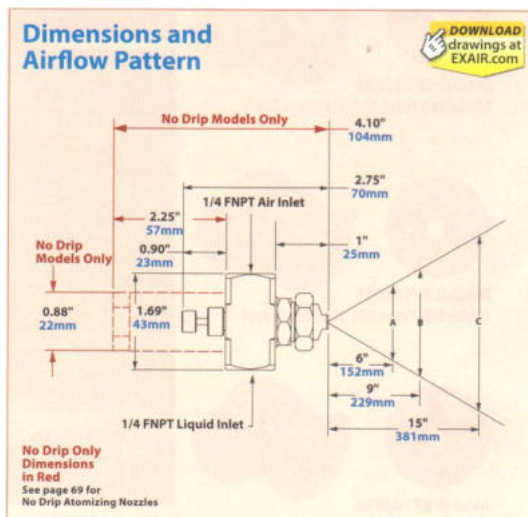 Dimensions and
Airflow Pattern
DOWNLOAD
drawings at
EXAIR.com
No Drip Models Only
4.10"
104mm
2.75"
70mm
1/4 FNPT Air Inlet
2.25"
57mm
1"
25mm
0.90"
23mm
No Drip
Models Only
0.88"
22mm
1.69"
43mm
A
B
C
6"
152mm
9"
229mm
15"
381mm
1/4 FNPT Liquid Inlet
No Drip Only
Dimensions
in Red
See page 69 for
No Drip Atomizing Nozzles